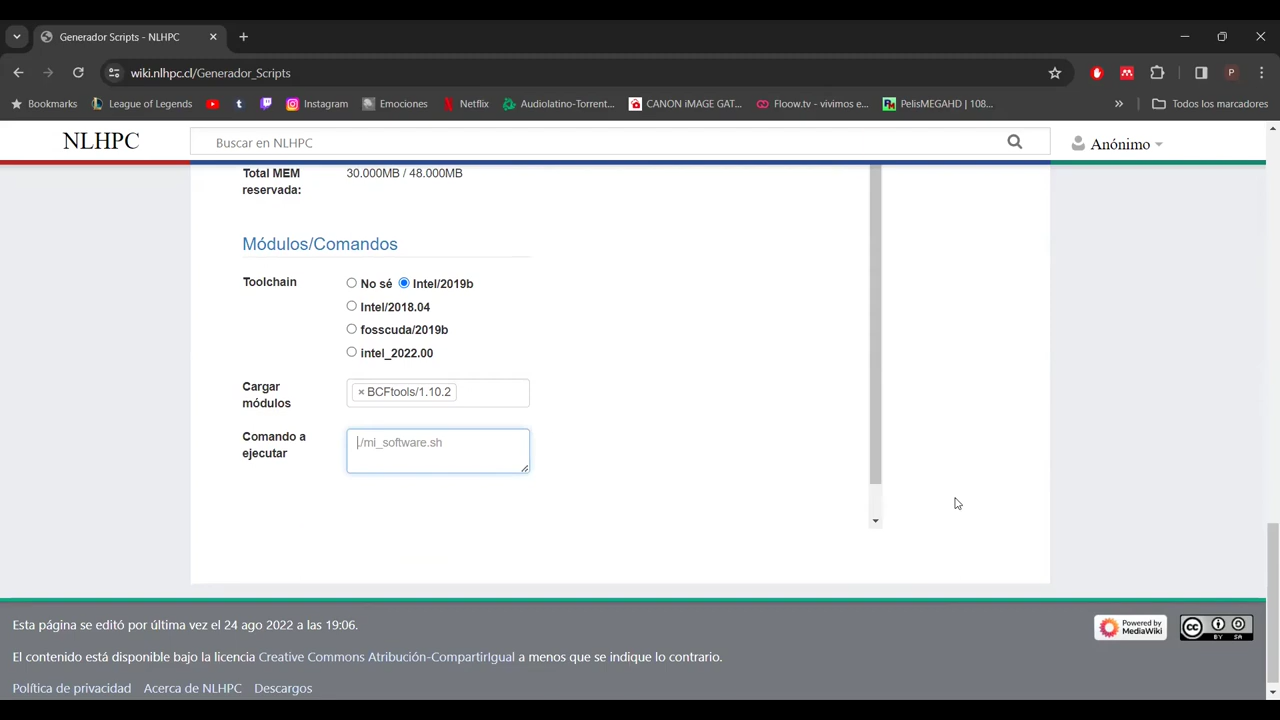 Generador Scripts - NLHPC
wiki.nlhpc.cl/Generador_Scripts
P
Bookmarks League of Legends t Instagram Emociones Netflix Audiolatino-Torrent... CANON iMAGE GAT... Floow.tv - vivimos e... PelisMEGAHD | 108... » Todos los marcadores
NLHPC Buscar en NLHPC Anónimo
Total MEM 30.000MB / 48.000MB
reservada:
Módulos/Comandos
Toolchain No sé Intel/2019b
Intel/2018.04
fosscuda/2019b
intel_2022.00
Cargar × BCFtools/1.10.2
módulos
Comando a ./mi_software.sh
ejecutar
Esta página se editó por última vez el 24 ago 2022 a las 19:06. Powered by
MediaWiki
CC BY SA
El contenido está disponible bajo la licencia Creative Commons Atribución-CompartirIgual a menos que se indique lo contrario.
Política de privacidad Acerca de NLHPC Descargos